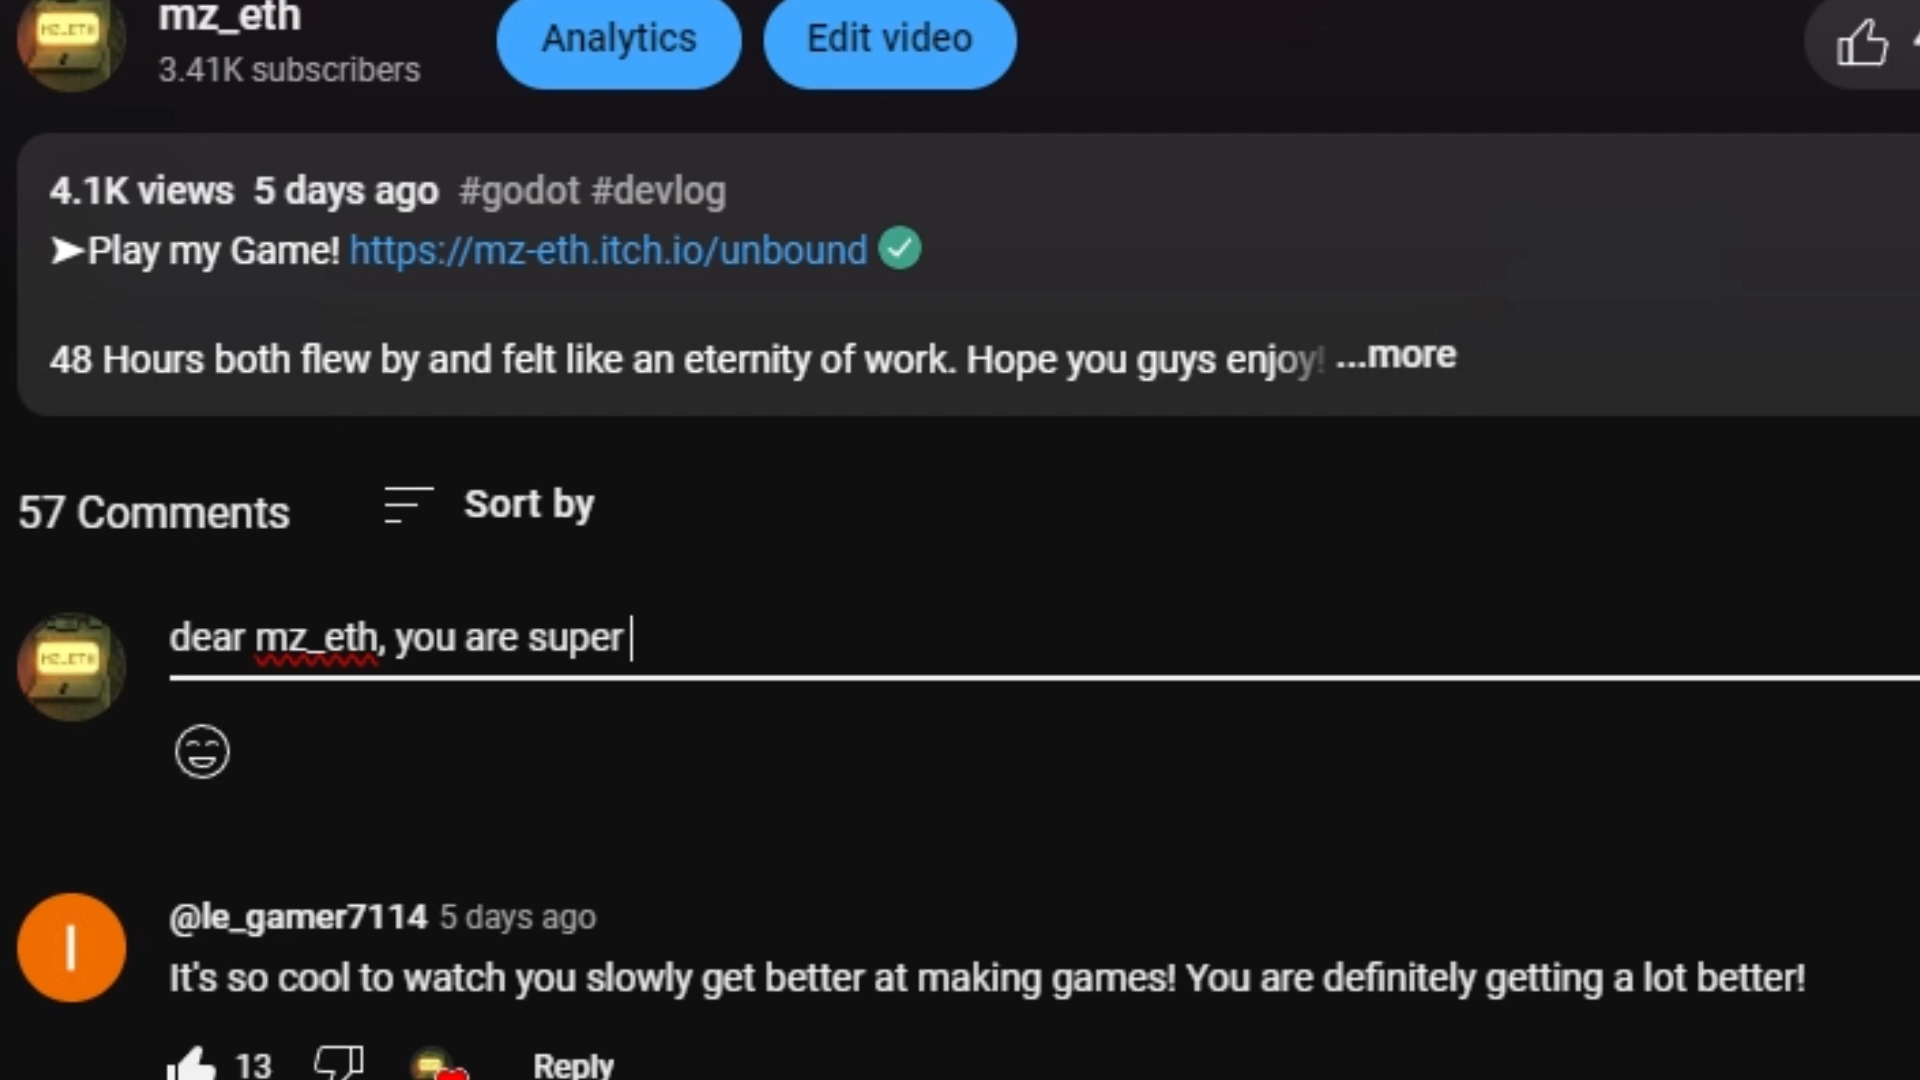 mz_eth
3.41K subscribers
Analytics
Edit video
4.1K views 5 days ago #godot #devlog
➤Play my Game! https://mz-eth.itch.io/unbound
48 Hours both flew by and felt like an eternity of work. Hope you guys enjoy! ...more
57 Comments
Sort by
MZ_ETH
dear mz_eth, you are super
I
@le_gamer7114 5 days ago
It's so cool to watch you slowly get better at making games! You are definitely getting a lot better!
13
Reply